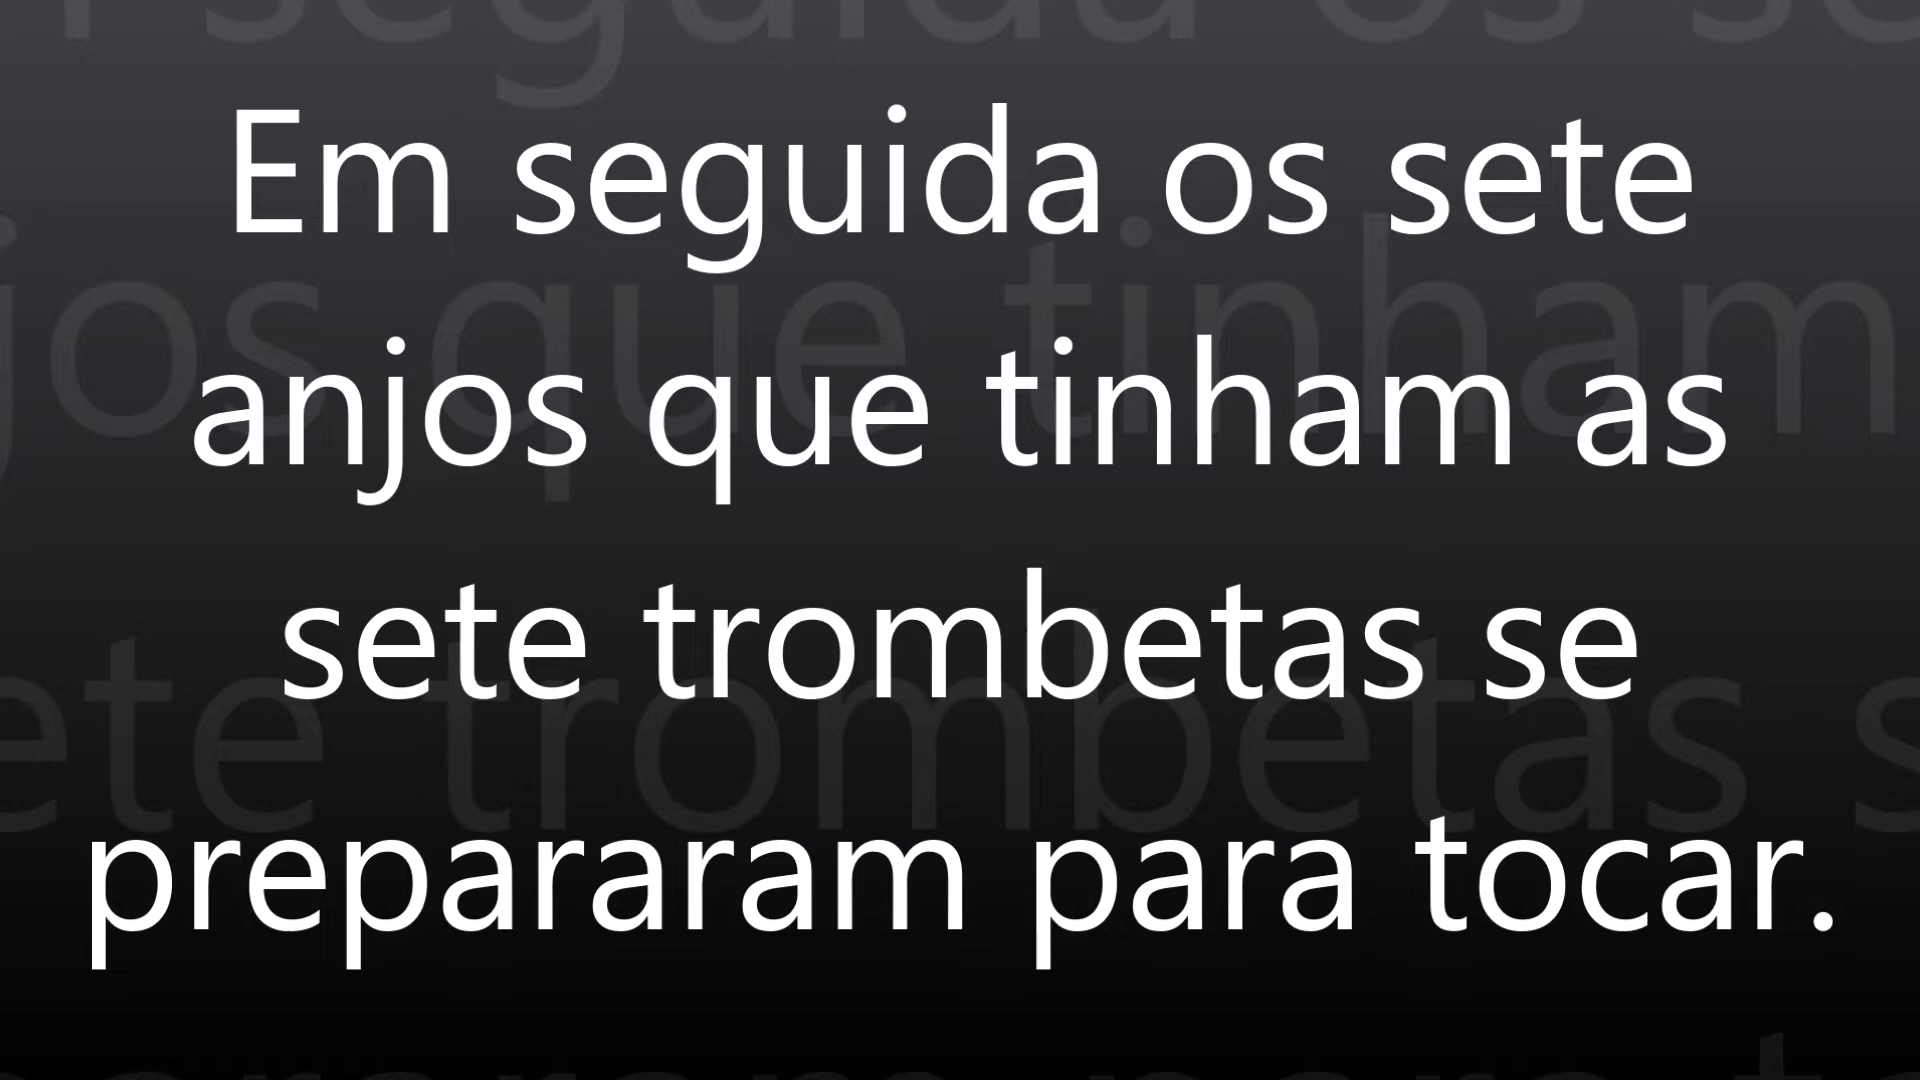 Em seguida os sete
anjos que tinham as
sete trombetas se
prepararam para tocar.